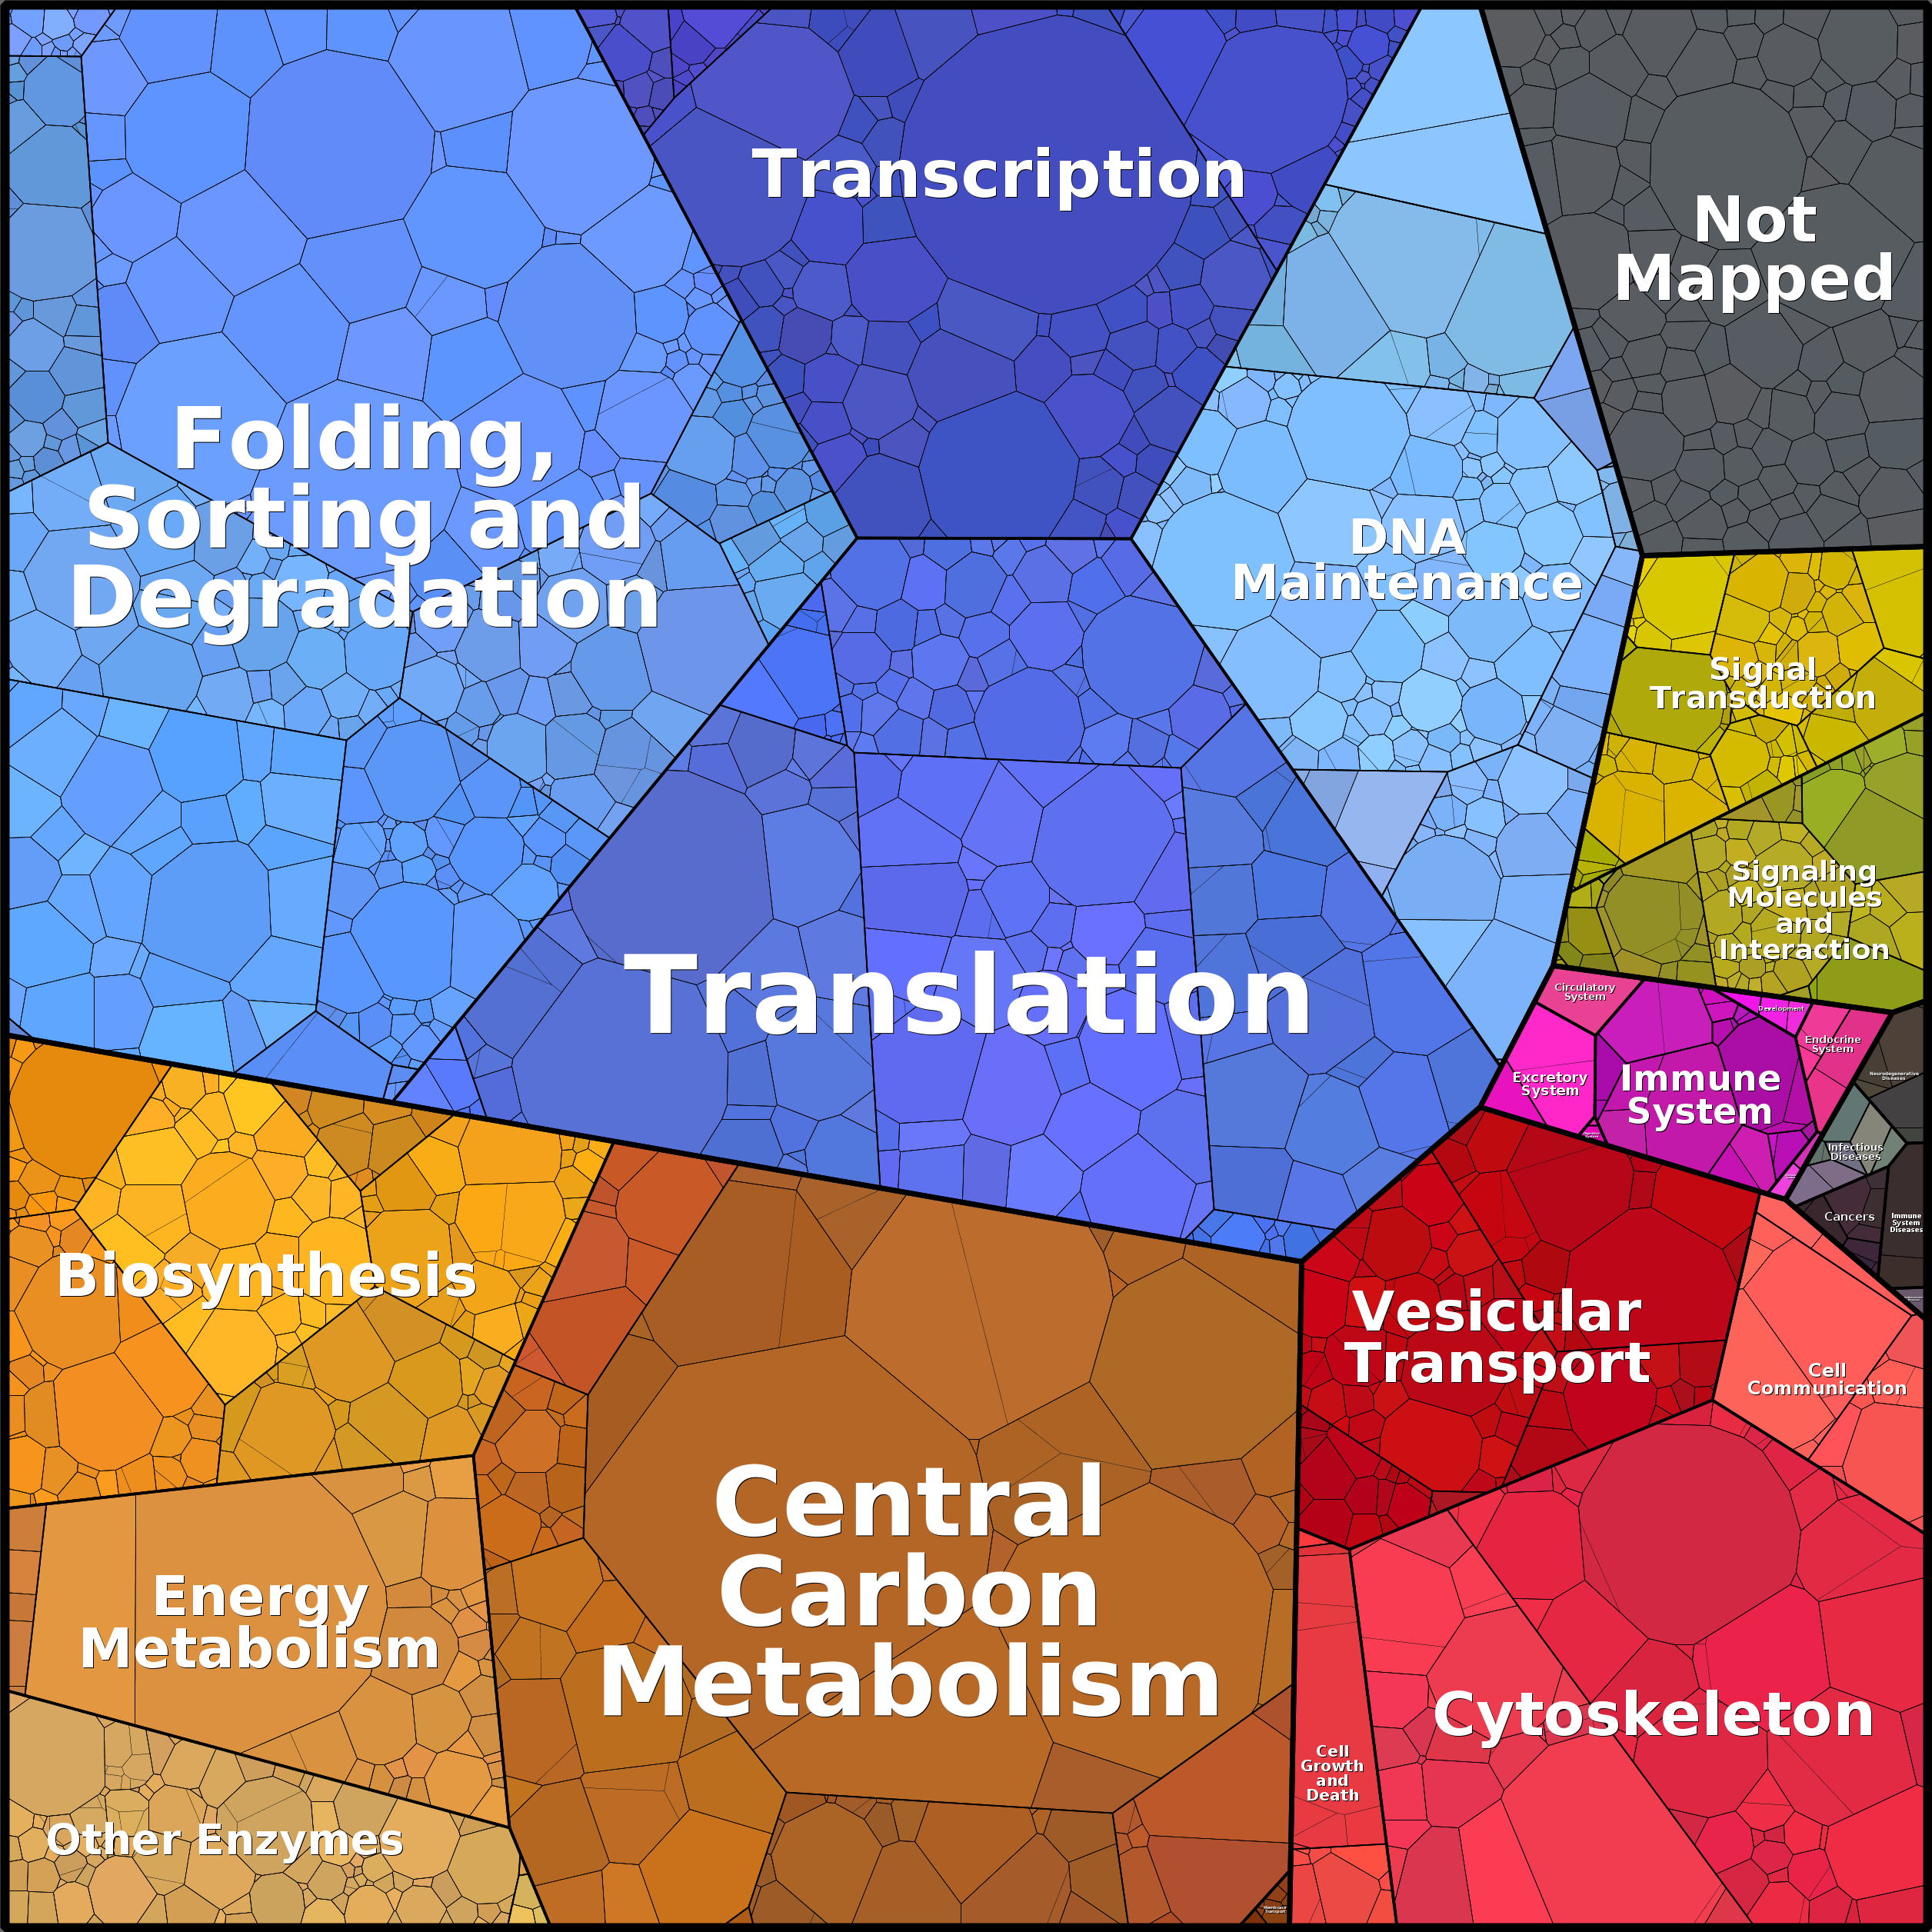 Transcription
Not
Mapped
Folding,
Sorting and
Degradation
DNA
Maintenance
Signal
Transduction
Signaling
Molecules
and
Interaction
Translation
Circulatory
System
Development
Endocrine
System
Excretory
System
Immune
System
Neurodegenerative
Diseases
Infectious
Diseases
Cancers
Immune
System
Diseases
Biosynthesis
Vesicular
Transport
Cell
Communication
Central
Carbon
Metabolism
Energy
Metabolism
Cytoskeleton
Cell
Growth
and
Death
Other Enzymes